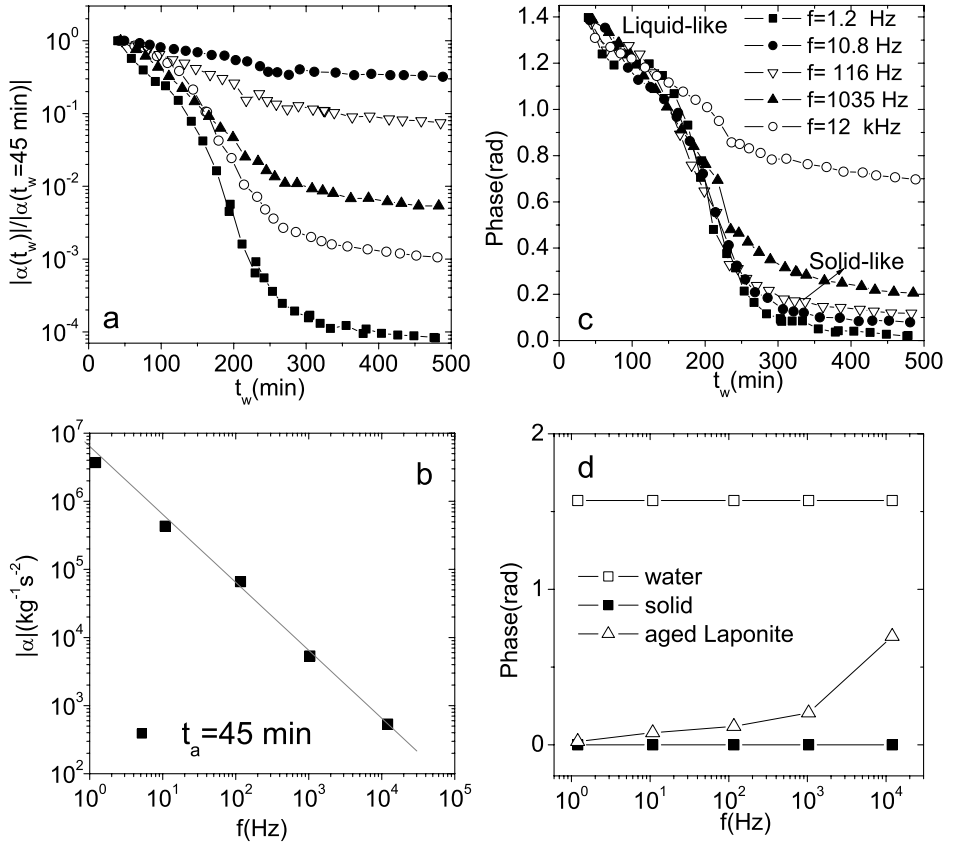 |α(t_w)|/|α(t_w=45 min)|
10^0
10^-1
10^-2
10^-3
10^-4
a
0 100 200 300 400 500
t_w(min)
Phase(rad)
1.4
1.2
1.0
0.8
0.6
0.4
0.2
0.0
Liquid-like
f=1.2 Hz
f=10.8 Hz
f= 116 Hz
f=1035 Hz
f=12 kHz
Solid-like
c
0 100 200 300 400 500
t_w(min)
|α|(kg^-1s^-2)
10^7
10^6
10^5
10^4
10^3
10^2
b
t_a=45 min
10^0 10^1 10^2 10^3 10^4 10^5
f(Hz)
Phase(rad)
2
1
0
d
water
solid
aged Laponite
10^0 10^1 10^2 10^3 10^4
f(Hz)